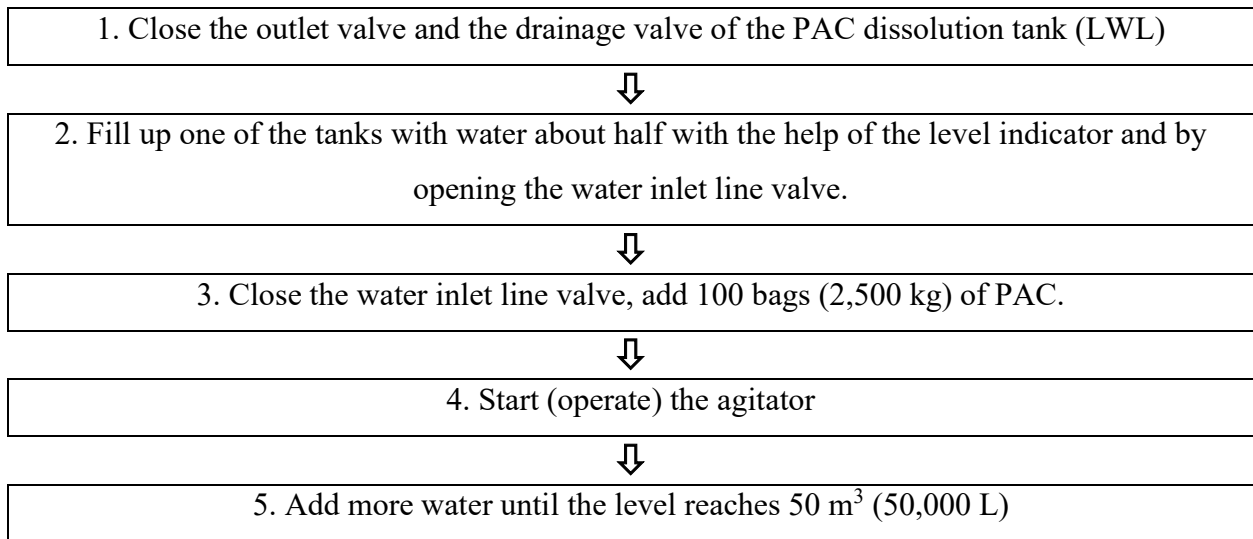 1. Close the outlet valve and the drainage valve of the PAC dissolution tank (LWL)
2. Fill up one of the tanks with water about half with the help of the level indicator and by
opening the water inlet line valve.
3. Close the water inlet line valve, add 100 bags (2,500 kg) of PAC.
4. Start (operate) the agitator
5. Add more water until the level reaches 50 m³ (50,000 L)